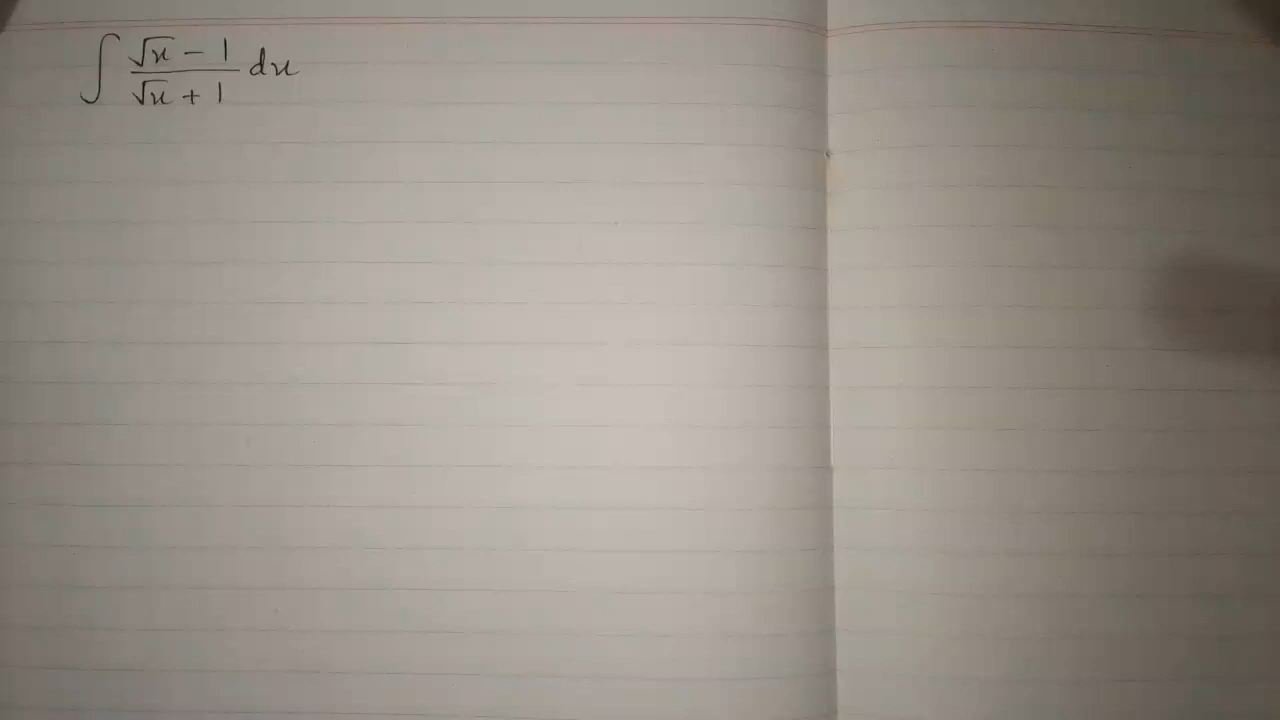 ∫ (√x - 1)/(√x + 1) dx